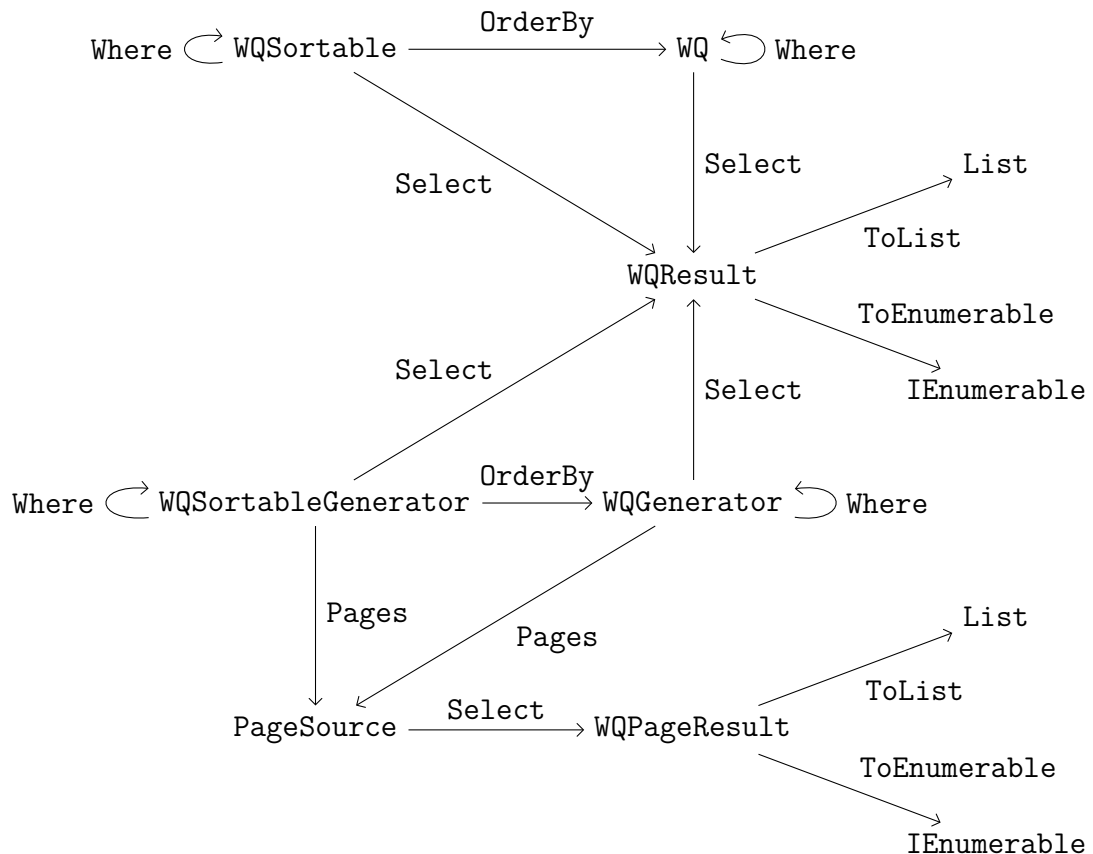 OrderBy
Where WQSortable WQ Where
Select Select List
ToList
WQResult
ToEnumerable
Select Select IEnumerable
OrderBy
Where WQSortableGenerator WQGenerator Where
Pages Pages List
ToList
Select
PageSource WQPageResult
ToEnumerable
IEnumerable